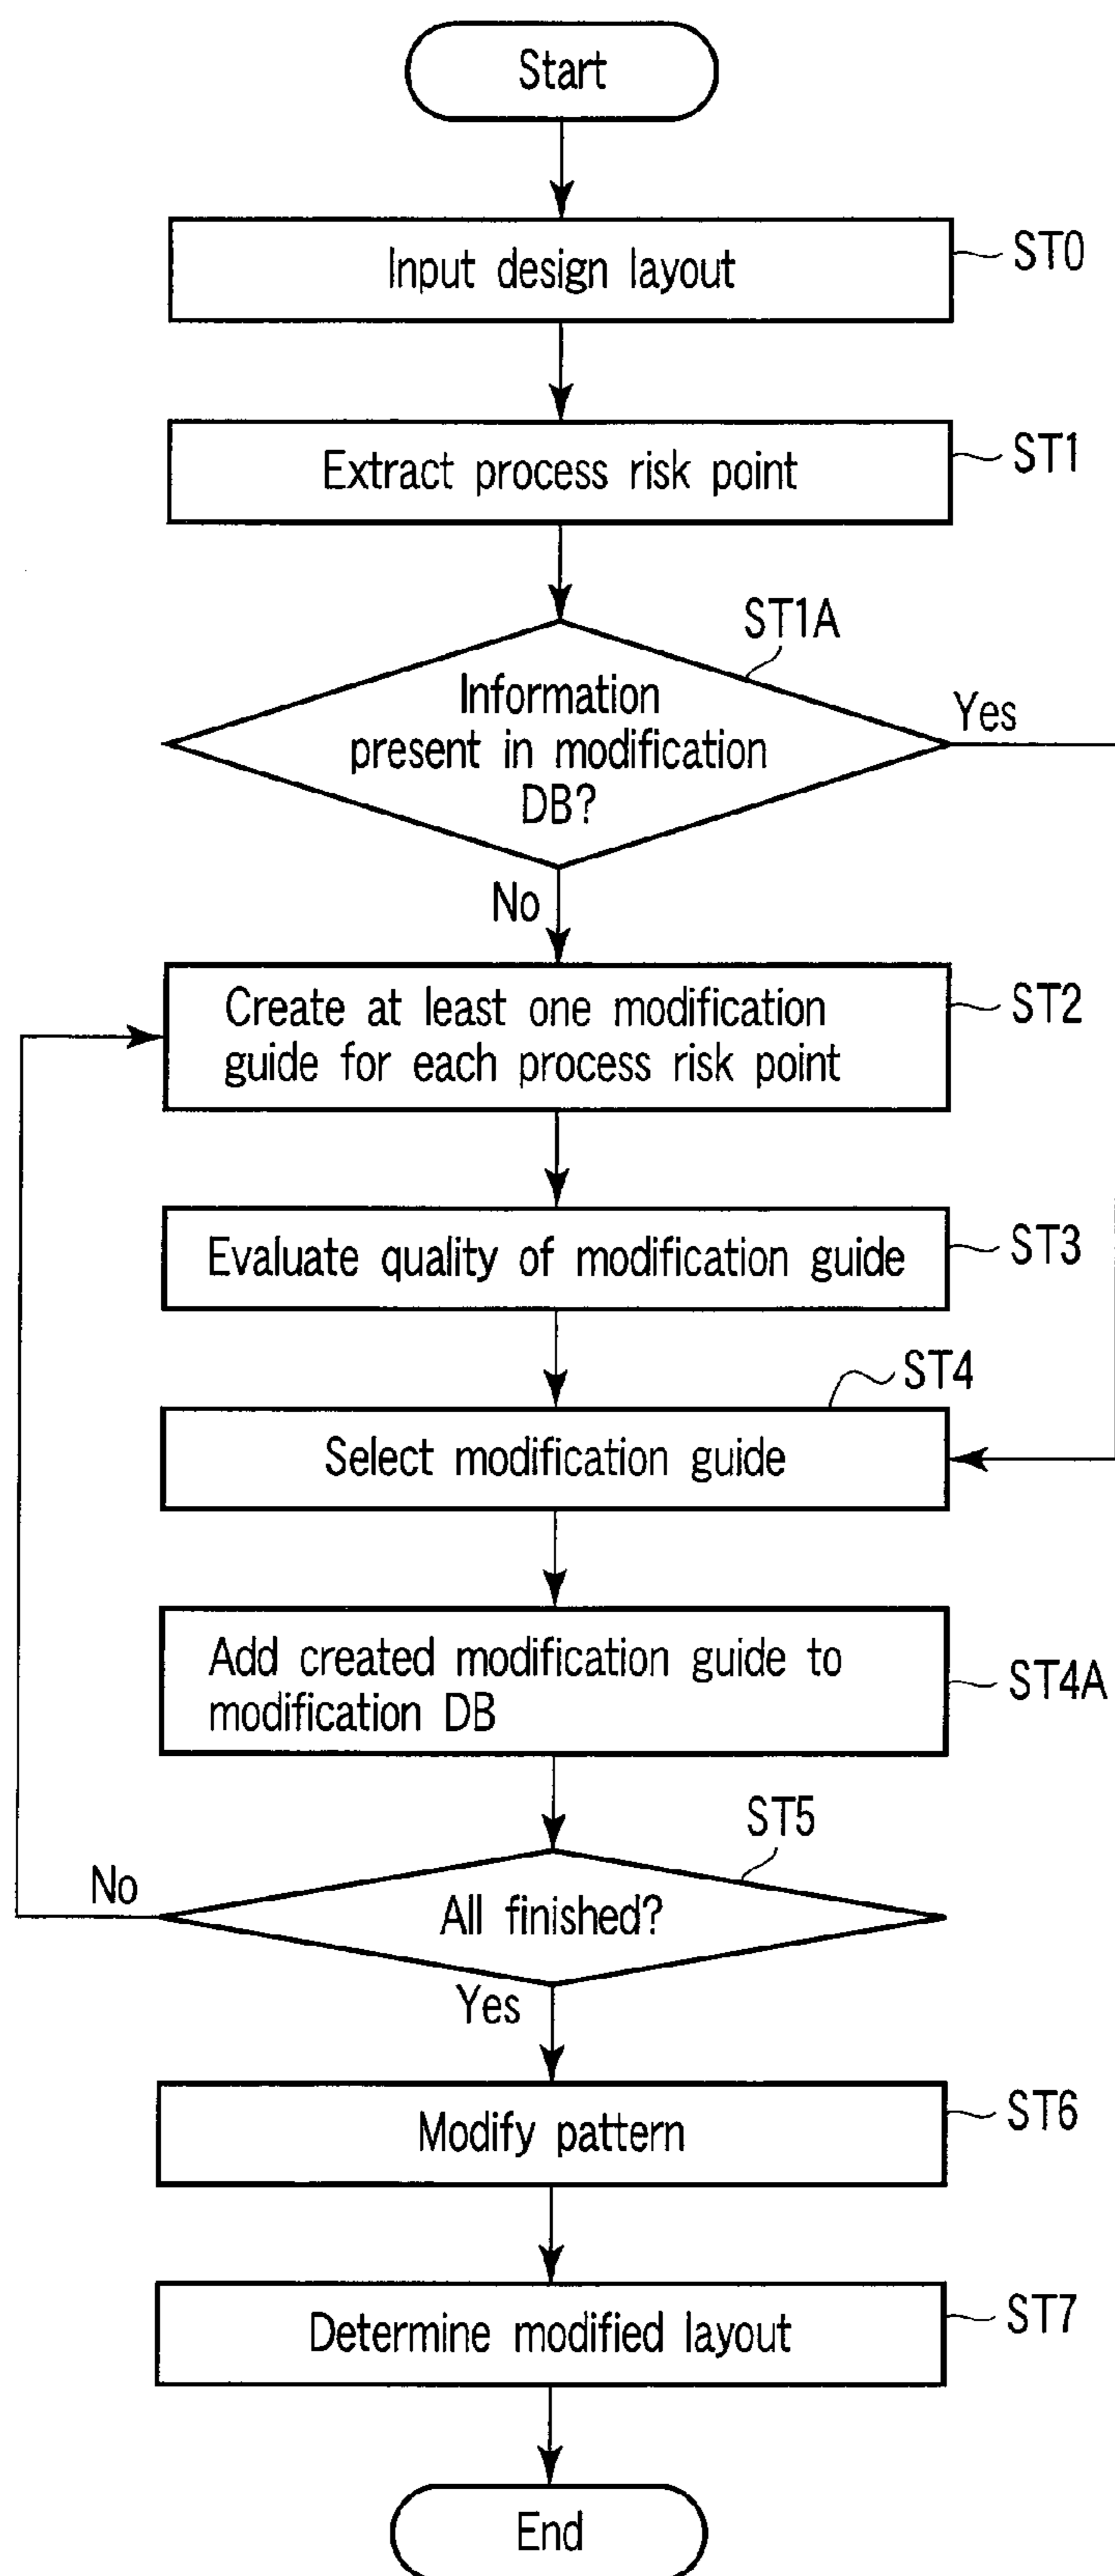 Start
Input design layout
ST0
Extract process risk point
ST1
ST1A
Information
present in modification
DB?
Yes
No
Create at least one modification
guide for each process risk point
ST2
Evaluate quality of modification guide
ST3
ST4
Select modification guide
Add created modification guide to
modification DB
ST4A
ST5
All finished?
No
Yes
Modify pattern
ST6
Determine modified layout
ST7
End